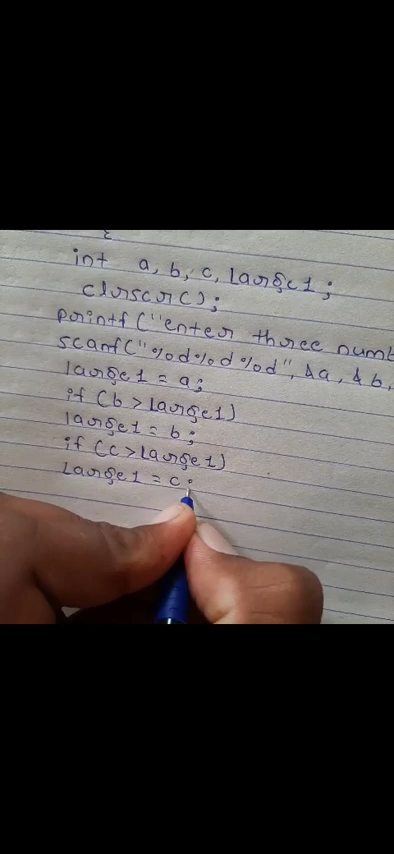 {
int a, b, c, large1;
clrscr();
printf("enter three numb
scanf("%d%d%d", &a, &b,
large1 = a;
if (b>large1)
large1 = b;
if (c>large1)
large1 = c;